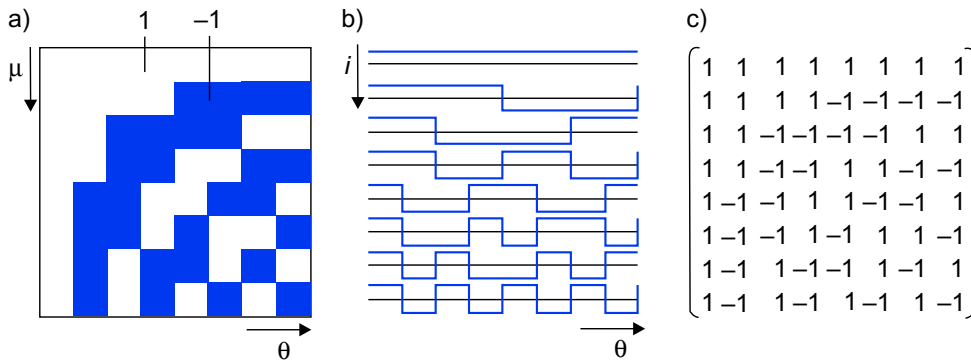 a)
1 –1
μ
θ
b)
i
θ
c)
1 1 1 1 1 1 1 1
1 1 1 1 –1 –1 –1 –1
1 1 –1 –1 –1 –1 1 1
1 1 –1 –1 1 1 –1 –1
1 –1 –1 1 1 –1 –1 1
1 –1 –1 1 –1 1 1 –1
1 –1 1 –1 –1 1 –1 1
1 –1 1 –1 1 –1 1 –1